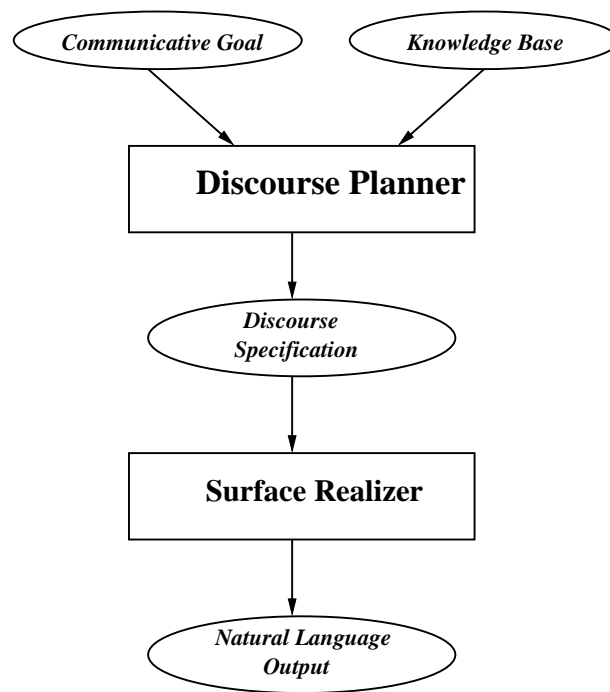 Communicative Goal
Knowledge Base
Discourse Planner
Discourse
Specification
Surface Realizer
Natural Language
Output